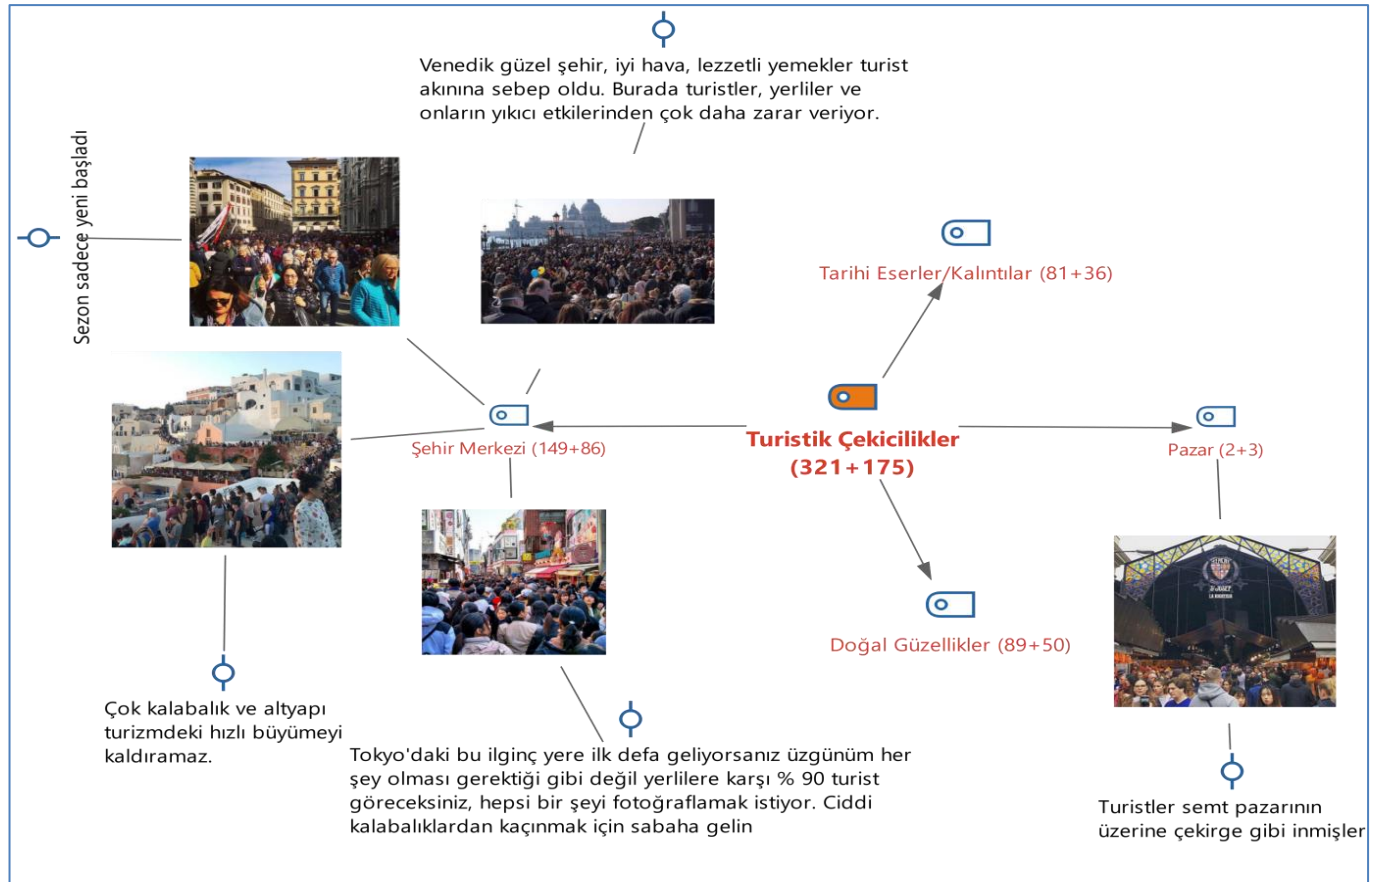 Venedik güzel şehir, iyi hava, lezzetli yemekler turist
akınına sebep oldu. Burada turistler, yerliler ve
onların yıkıcı etkilerinden çok daha zarar veriyor.
Sezon sadece yeni başladı
Tarihi Eserler/Kalıntılar (81+36)
Şehir Merkezi (149+86)
Turistik Çekicilikler
(321+175)
Pazar (2+3)
Doğal Güzellikler (89+50)
Çok kalabalık ve altyapı
turizmdeki hızlı büyümeyi
kaldıramaz.
Tokyo'daki bu ilginç yere ilk defa geliyorsanız üzgünüm her
şey olması gerektiği gibi değil yerlilere karşı % 90 turist
göreceksiniz, hepsi bir şeyi fotoğraflamak istiyor. Ciddi
kalabalıklardan kaçınmak için sabaha gelin
Turistler semt pazarının
üzerine çekirge gibi inmişler